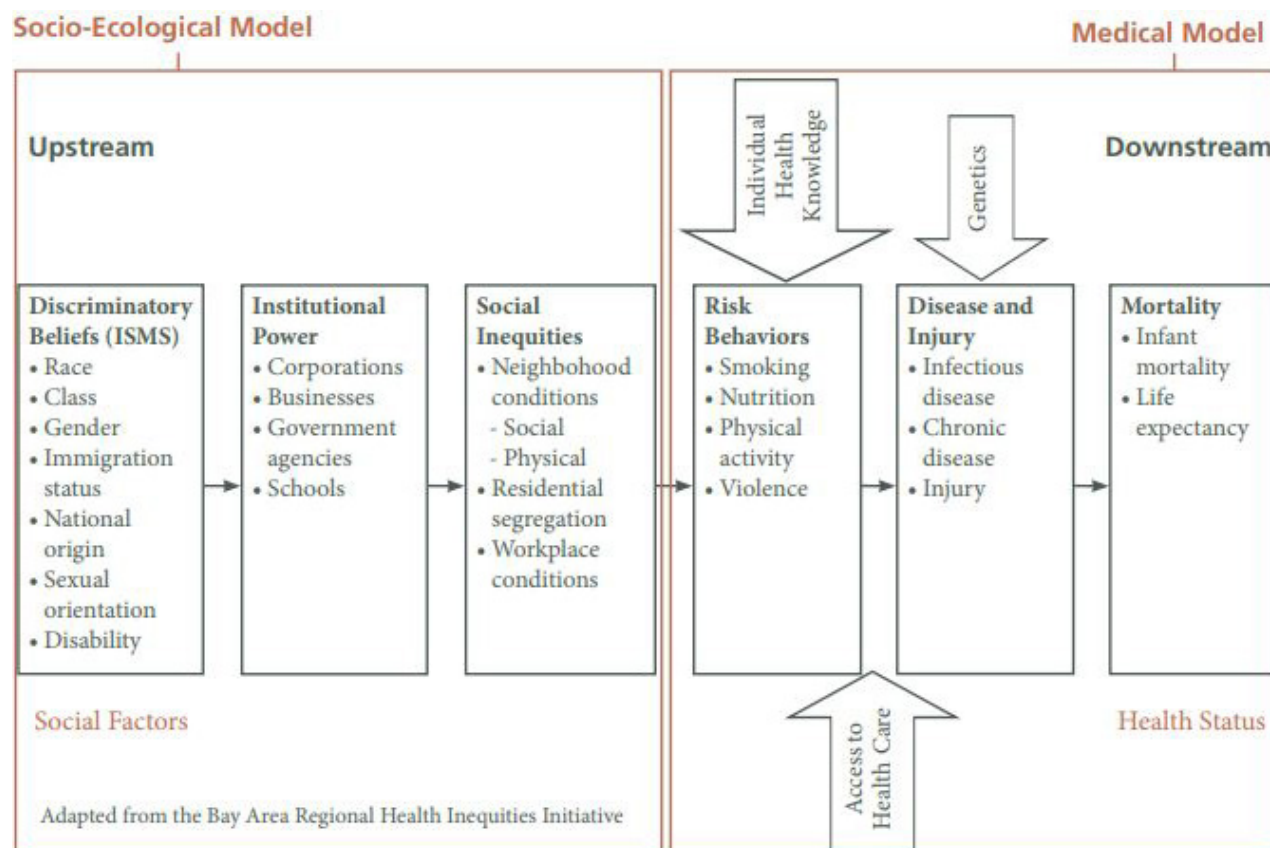 Socio-Ecological Model
Medical Model
Upstream
Downstream
Individual
Health
Knowledge
Genetics
Discriminatory
Beliefs (ISMS)
• Race
• Class
• Gender
• Immigration
status
• National
origin
• Sexual
orientation
• Disability
Institutional
Power
• Corporations
• Businesses
• Government
agencies
• Schools
Social
Inequities
• Neighbohood
conditions
- Social
- Physical
• Residential
segregation
• Workplace
conditions
Risk
Behaviors
• Smoking
• Nutrition
• Physical
activity
• Violence
Disease and
Injury
• Infectious
disease
• Chronic
disease
• Injury
Mortality
• Infant
mortality
• Life
expectancy
Access to
Health Care
Social Factors
Health Status
Adapted from the Bay Area Regional Health Inequities Initiative